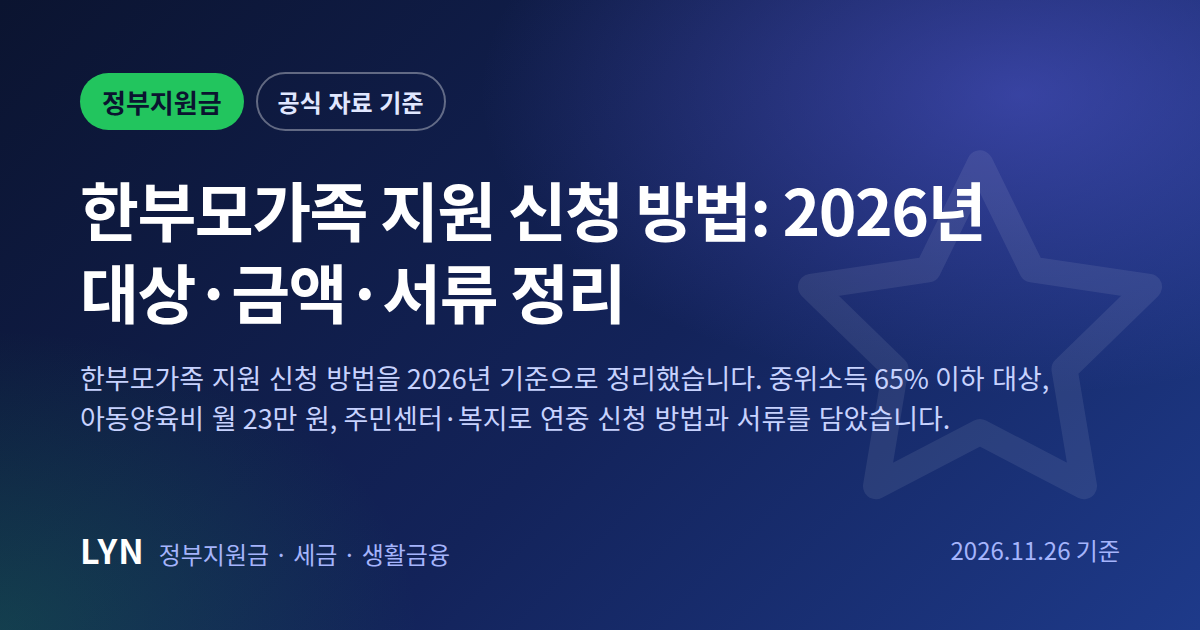 정부지원금
공식 자료 기준
한부모가족 지원 신청 방법: 2026년
대상·금액·서류 정리
한부모가족 지원 신청 방법을 2026년 기준으로 정리했습니다. 중위소득 65% 이하 대상,
아동양육비 월 23만 원, 주민센터·복지로 연중 신청 방법과 서류를 담았습니다.
LYN 정부지원금 · 세금 · 생활금융
2026.11.26 기준